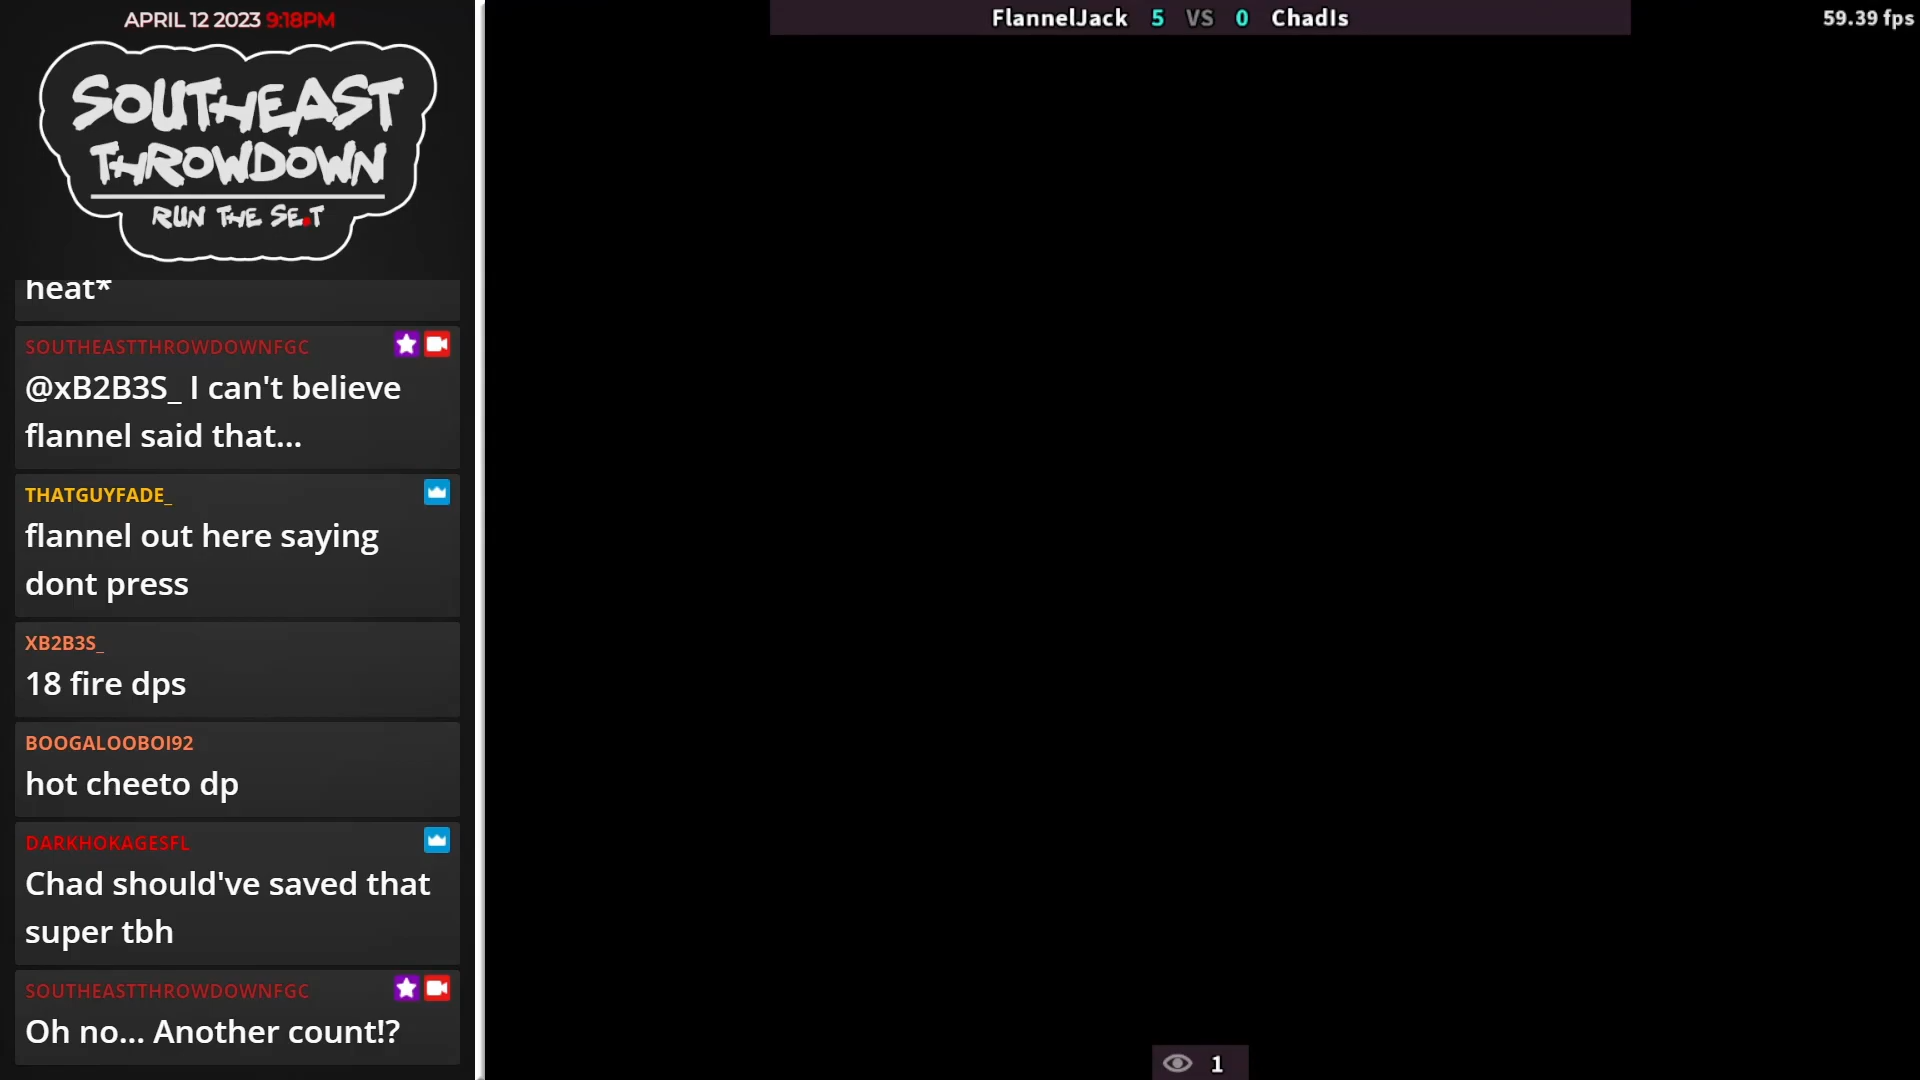 APRIL 12 2023 9:18PM
SOUTHEAST
THROWDOWN
RUN THE SE.T
heat*
SOUTHEASTTHROWDOWNFGC
@xB2B3S_ I can't believe
flannel said that...
THATGUYFADE_
flannel out here saying
dont press
XB2B3S_
18 fire dps
BOOGALOOBOI92
hot cheeto dp
DARKHOKAGESFL
Chad should've saved that
super tbh
SOUTHEASTTHROWDOWNFGC
Oh no... Another count!?
FlannelJack 5 VS 0 ChadIs
59.39 fps
1